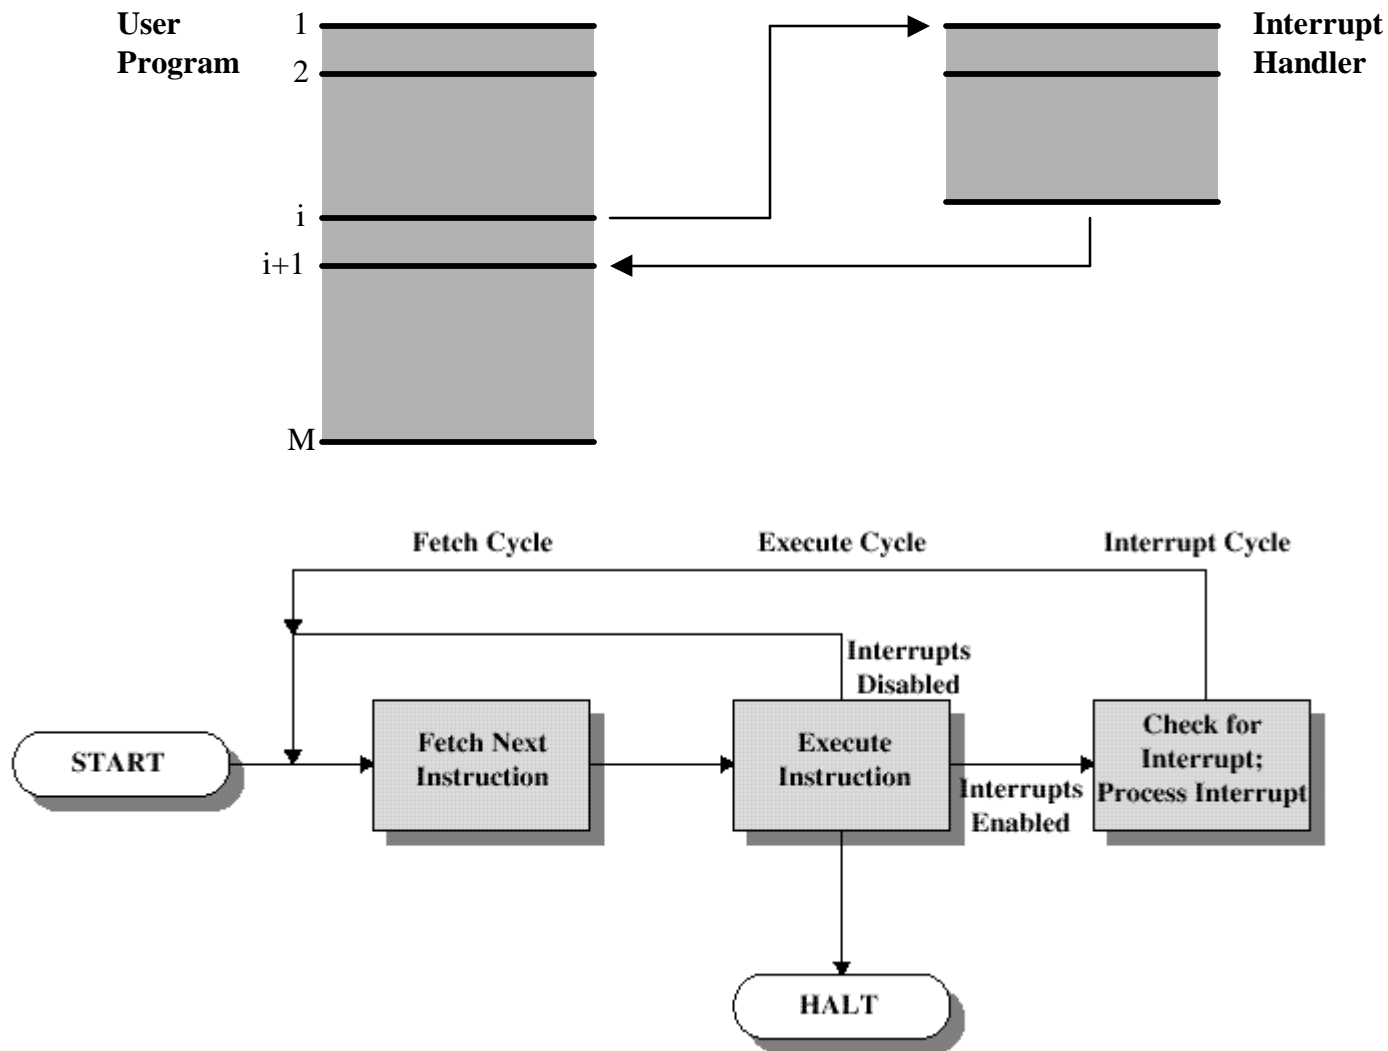 User
Program
1
2
i
i+1
M
Interrupt
Handler
Fetch Cycle
Execute Cycle
Interrupt Cycle
START
Fetch Next
Instruction
Execute
Instruction
Interrupts
Disabled
Interrupts
Enabled
Check for
Interrupt;
Process Interrupt
HALT